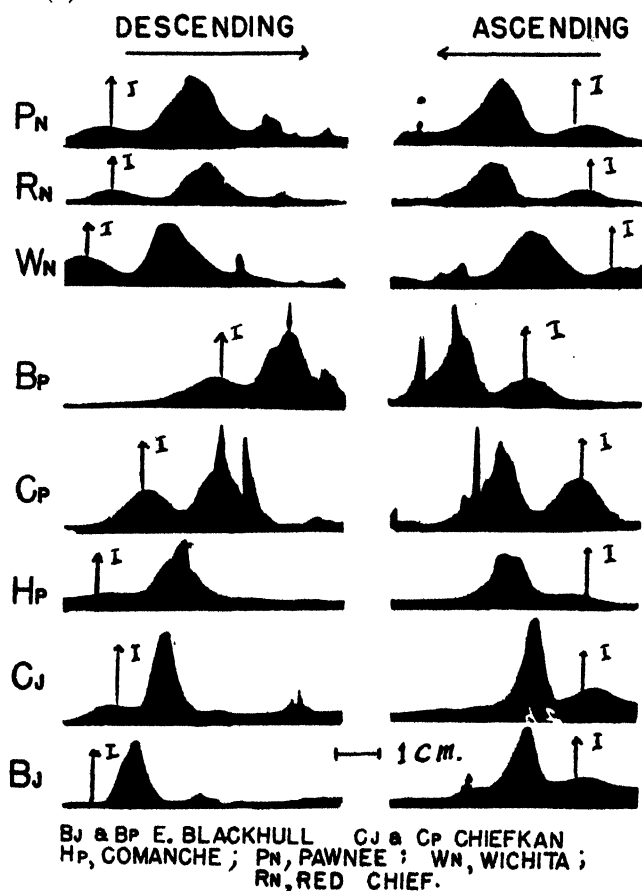 DESCENDING ASCENDING
PN I I
RN I I
WN I I
BP I I
CP I I
HP I I
CJ I I
BJ I 1 cm. I
BJ & BP E. BLACKHULL CJ & CP CHIEFKAN
HP, COMANCHE ; PN, PAWNEE : WN, WICHITA ;
RN, RED CHIEF.